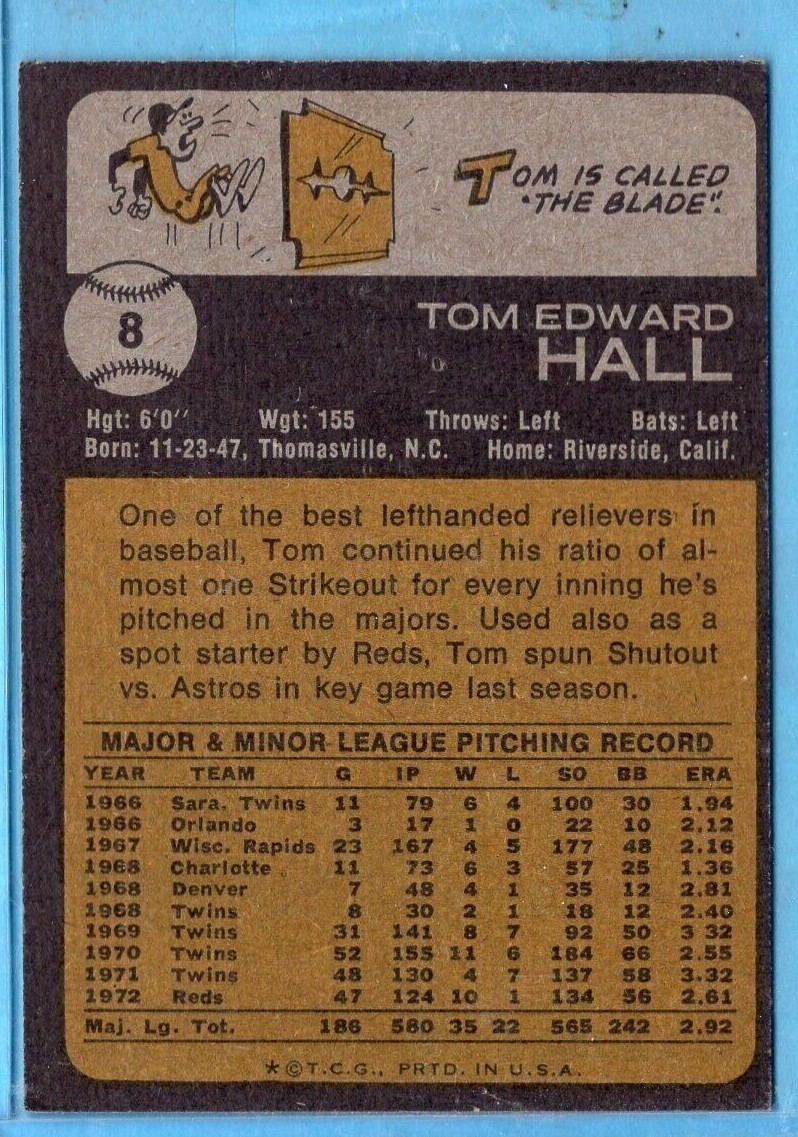 TOM IS CALLED
"THE BLADE".
8
TOM EDWARD
HALL
Hgt: 6'0" Wgt: 155 Throws: Left Bats: Left
Born: 11-23-47, Thomasville, N.C. Home: Riverside, Calif.
One of the best lefthanded relievers in
baseball, Tom continued his ratio of al-
most one Strikeout for every inning he's
pitched in the majors. Used also as a
spot starter by Reds, Tom spun Shutout
vs. Astros in key game last season.
MAJOR & MINOR LEAGUE PITCHING RECORD
YEAR TEAM G IP W L SO BB ERA
1966 Sara. Twins 11 79 6 4 100 30 1.94
1966 Orlando 3 17 1 0 22 10 2.12
1967 Wisc. Rapids 23 167 4 5 177 48 2.16
1968 Charlotte 11 73 6 3 57 25 1.36
1968 Denver 7 48 4 1 35 12 2.81
1968 Twins 8 30 2 1 18 12 2.40
1969 Twins 31 141 8 7 92 50 3 32
1970 Twins 52 155 11 6 184 66 2.55
1971 Twins 48 130 4 7 137 58 3.32
1972 Reds 47 124 10 1 134 56 2.61
Maj. Lg. Tot. 186 580 35 22 565 242 2.92
*©T.C.G., PRTD. IN U.S.A.